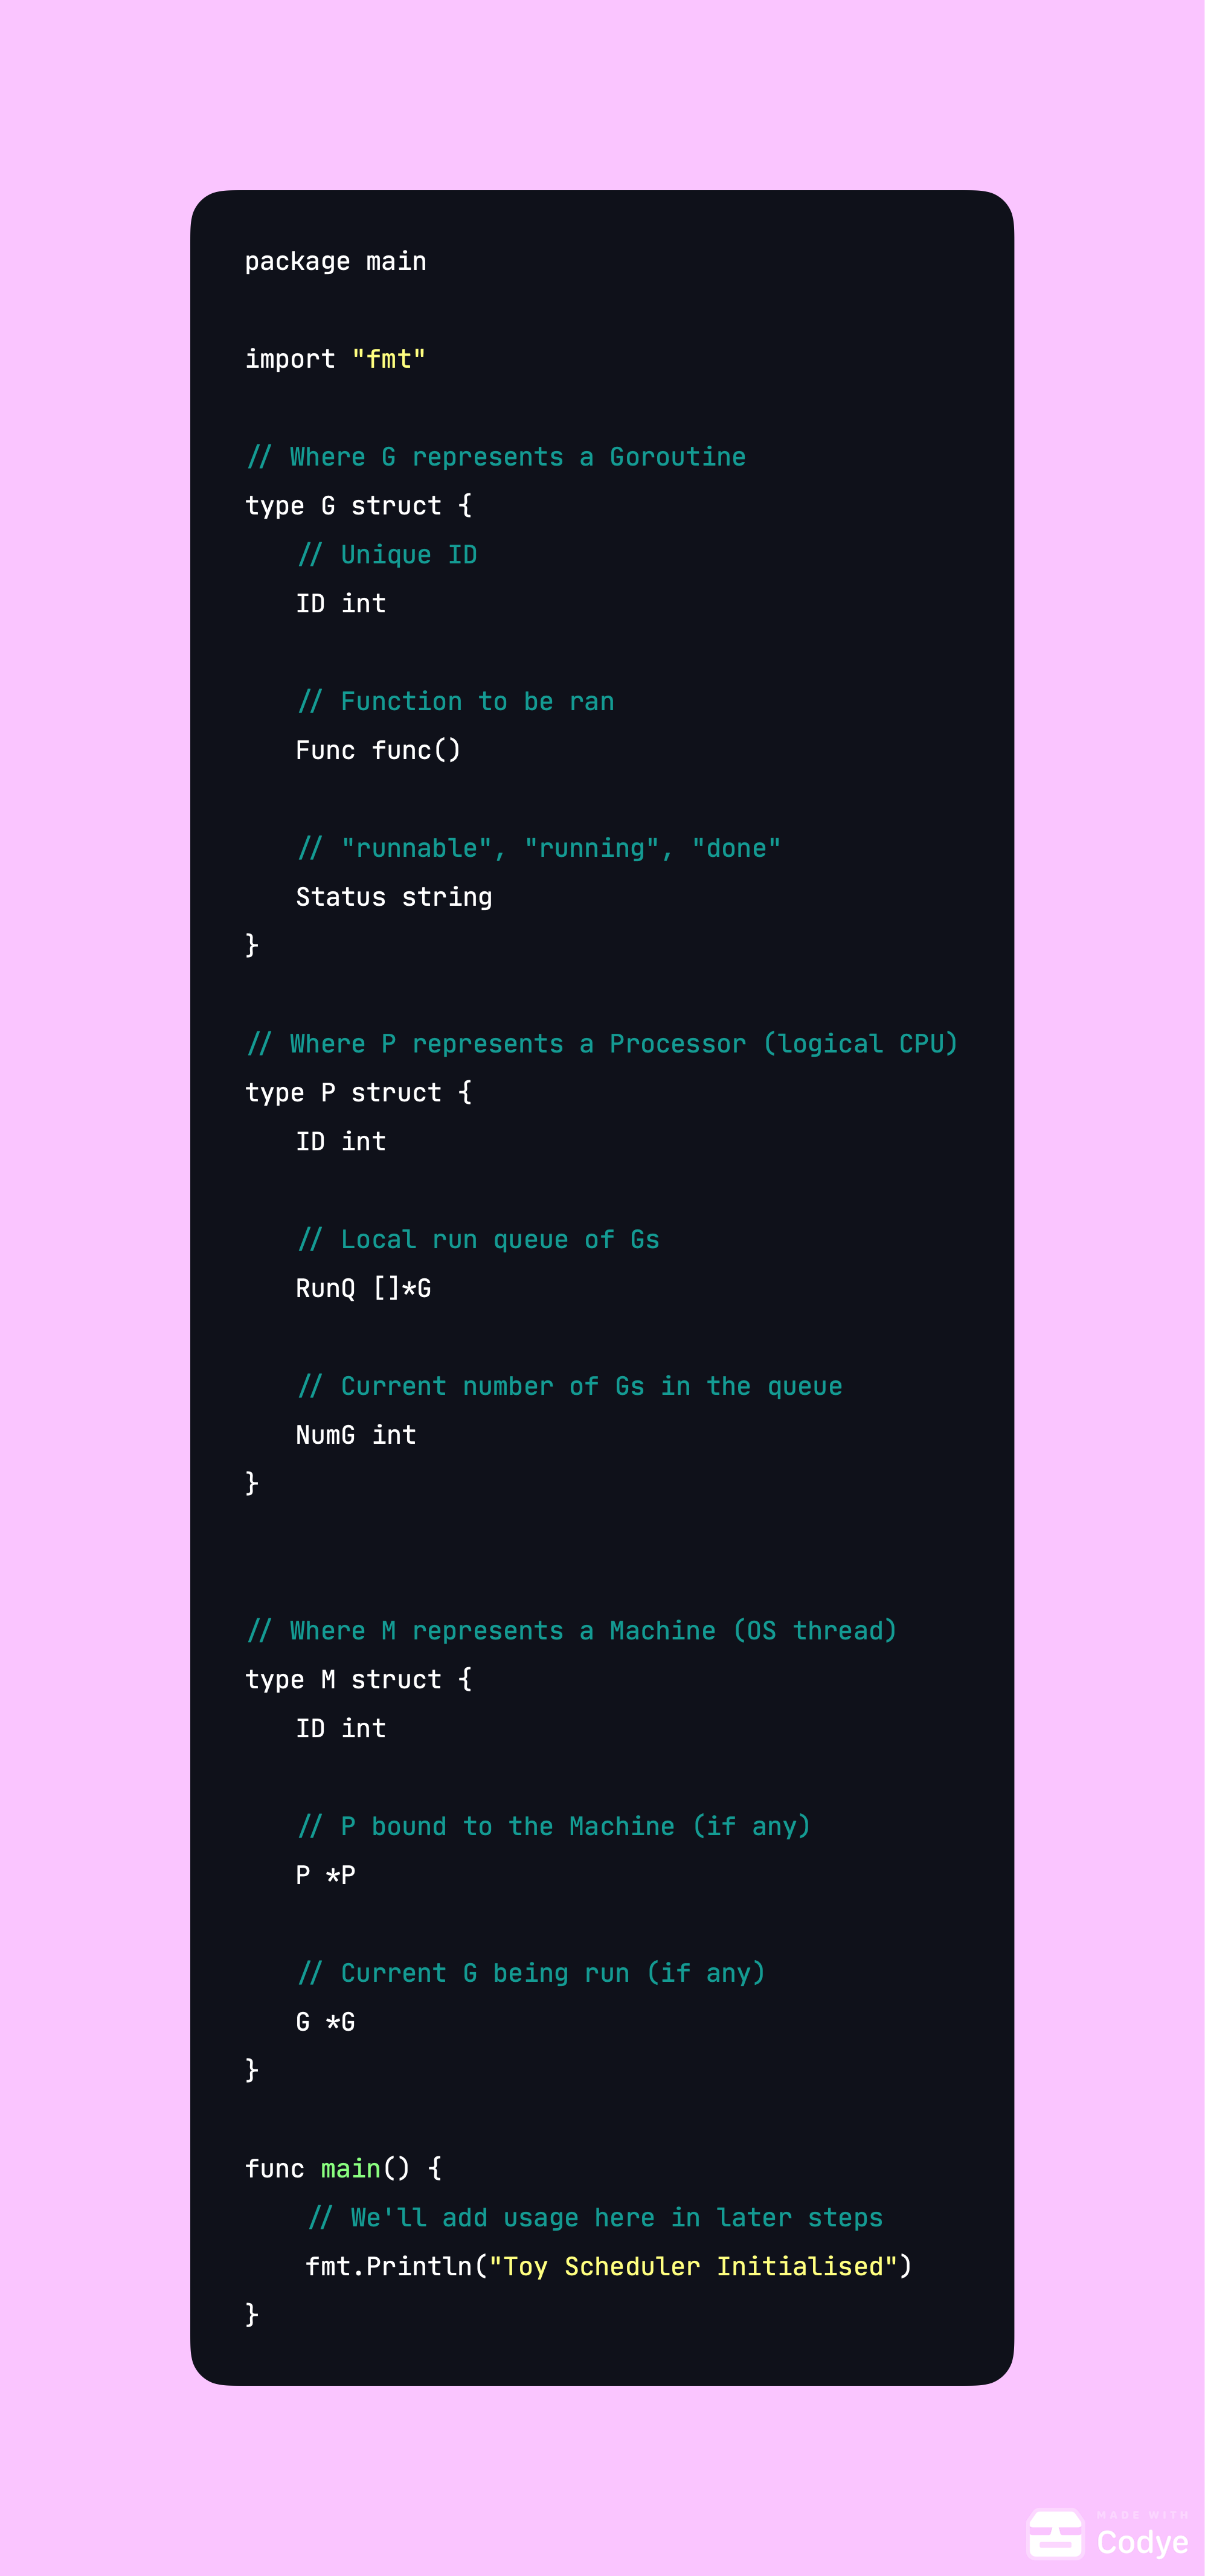 package main
import "fmt"
// Where G represents a Goroutine
type G struct {
// Unique ID
ID int
// Function to be ran
Func func()
// "runnable", "running", "done"
Status string
}
// Where P represents a Processor (logical CPU)
type P struct {
ID int
// Local run queue of Gs
RunQ []*G
// Current number of Gs in the queue
NumG int
}
// Where M represents a Machine (OS thread)
type M struct {
ID int
// P bound to the Machine (if any)
P *P
// Current G being run (if any)
G *G
}
func main() {
// We'll add usage here in later steps
fmt.Println("Toy Scheduler Initialised")
}
MADE WITH
Codye